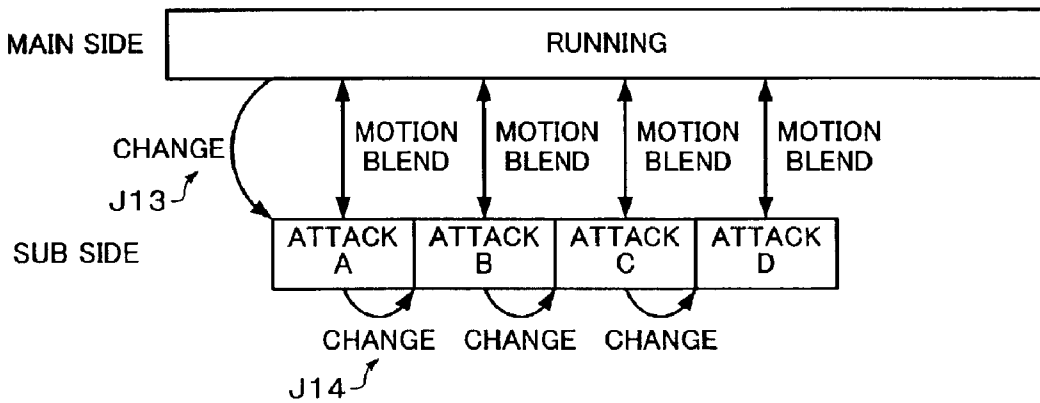 MAIN SIDE
RUNNING
CHANGE
J13
MOTION BLEND
MOTION BLEND
MOTION BLEND
MOTION BLEND
SUB SIDE
ATTACK A
ATTACK B
ATTACK C
ATTACK D
CHANGE
CHANGE
CHANGE
J14